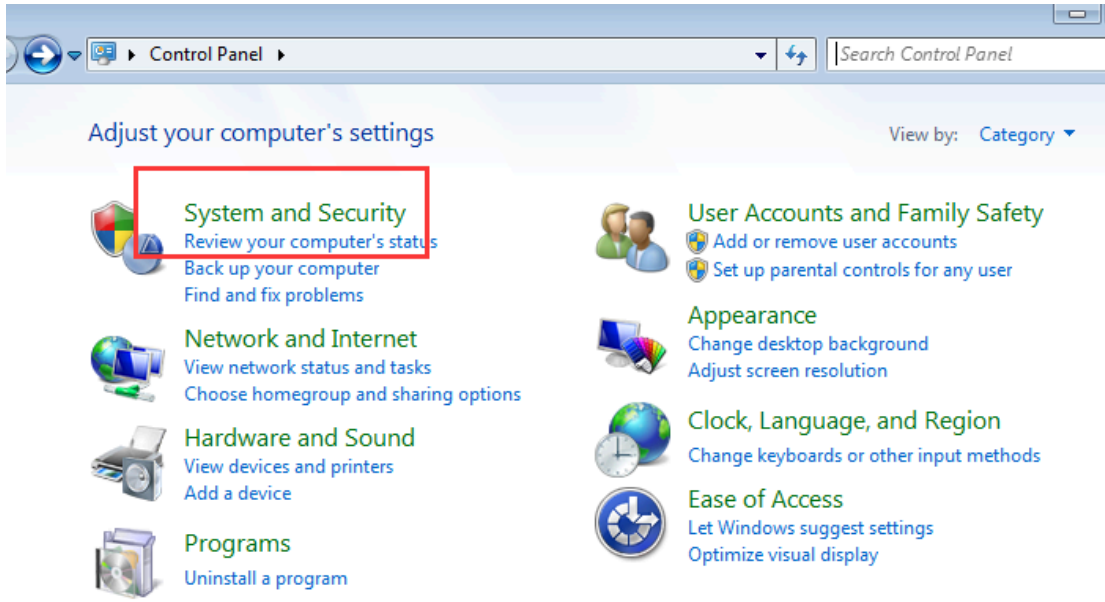 Control Panel
Search Control Panel
Adjust your computer's settings
View by: Category
System and Security
Review your computer's status
Back up your computer
Find and fix problems
Network and Internet
View network status and tasks
Choose homegroup and sharing options
Hardware and Sound
View devices and printers
Add a device
Programs
Uninstall a program
User Accounts and Family Safety
Add or remove user accounts
Set up parental controls for any user
Appearance
Change desktop background
Adjust screen resolution
Clock, Language, and Region
Change keyboards or other input methods
Ease of Access
Let Windows suggest settings
Optimize visual display